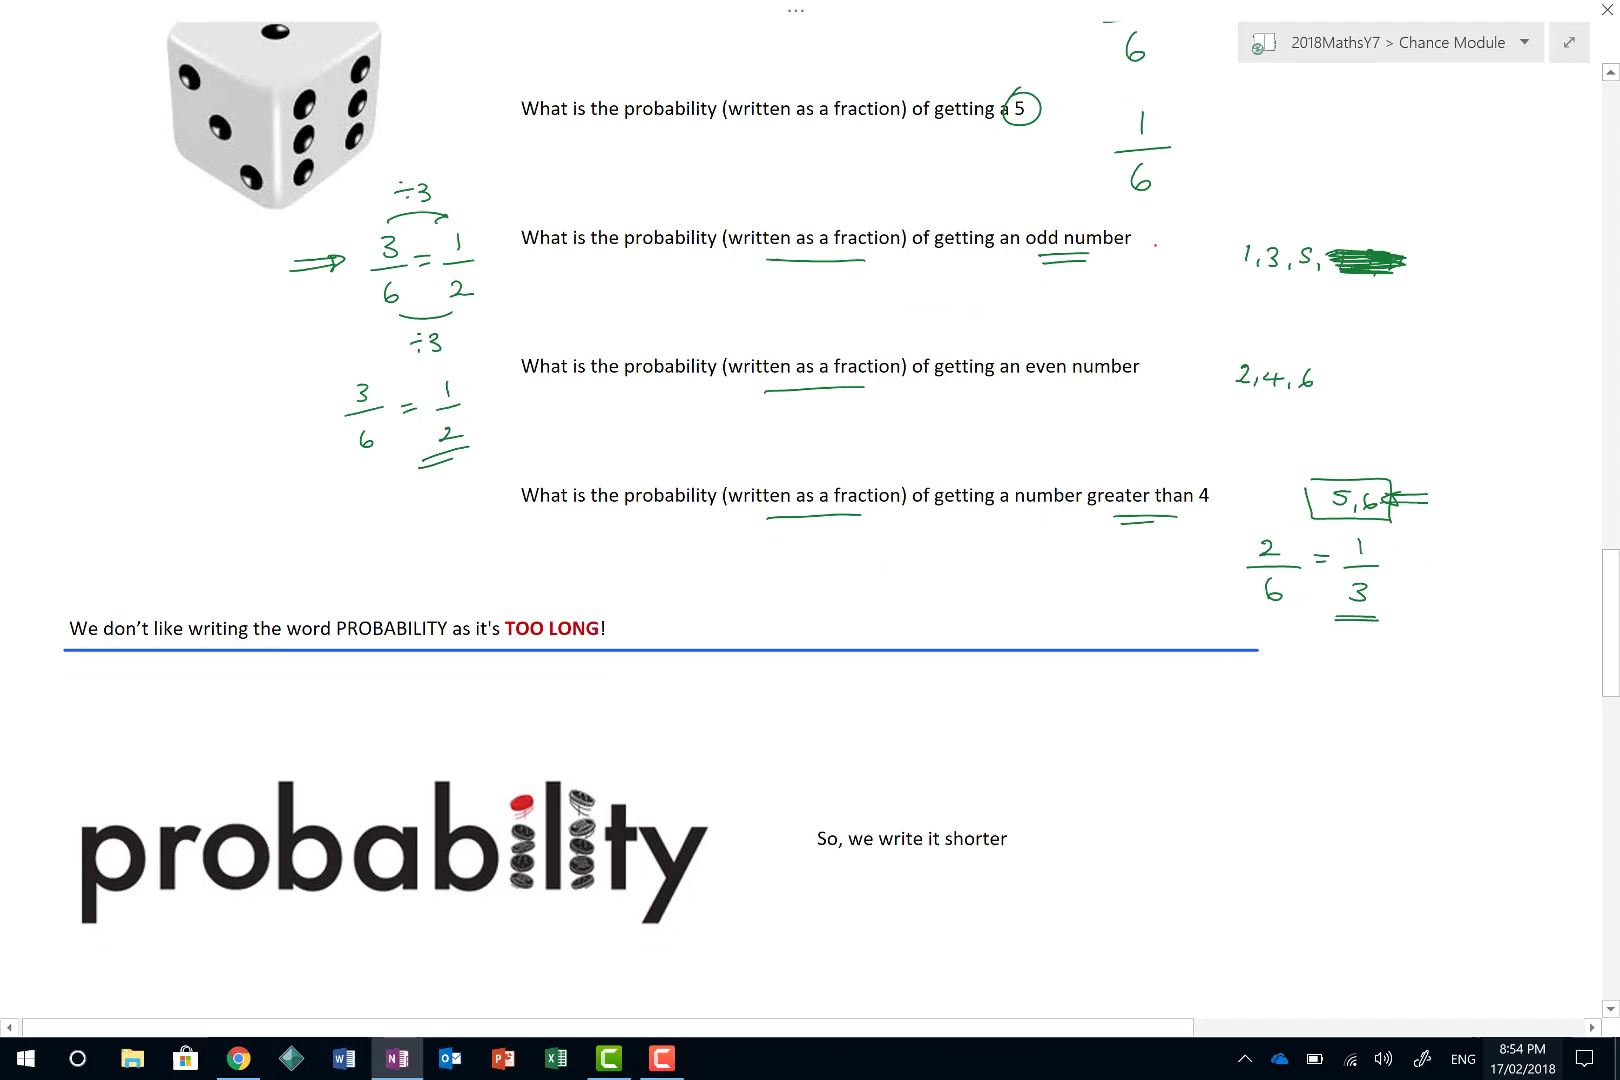 ...
2018MathsY7 > Chance Module
6
What is the probability (written as a fraction) of getting a 5
1
6
÷3
3/6 = 1/2
÷3
What is the probability (written as a fraction) of getting an odd number
1,3,5,
What is the probability (written as a fraction) of getting an even number
2,4,6
3/6 = 1/2
What is the probability (written as a fraction) of getting a number greater than 4
5,6
2/6 = 1/3
We don't like writing the word PROBABILITY as it's TOO LONG!
probability
So, we write it shorter
ENG
8:54 PM
17/02/2018